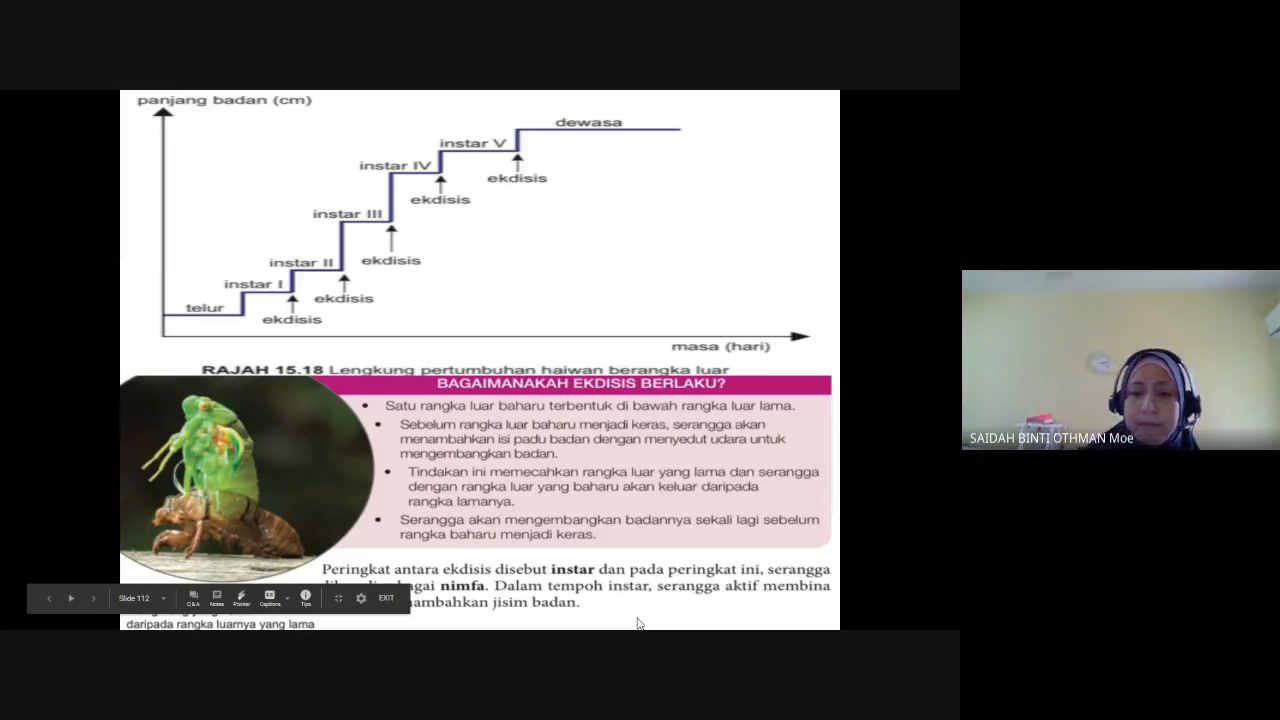 panjang badan (cm)
dewasa
instar V
instar IV
ekdisis
ekdisis
instar III
ekdisis
instar II
instar I
ekdisis
telur
ekdisis
masa (hari)
RAJAH 15.18 Lengkung pertumbuhan haiwan berangka luar
BAGAIMANAKAH EKDISIS BERLAKU?
• Satu rangka luar baharu terbentuk di bawah rangka luar lama.
• Sebelum rangka luar baharu menjadi keras, serangga akan
menambahkan isi padu badan dengan menyedut udara untuk
mengembangkan badan.
• Tindakan ini memecahkan rangka luar yang lama dan serangga
dengan rangka luar yang baharu akan keluar daripada
rangka lamanya.
• Serangga akan mengembangkan badannya sekali lagi sebelum
rangka baharu menjadi keras.
Peringkat antara ekdisis disebut instar dan pada peringkat ini, serangga
nimfa. Dalam tempoh instar, serangga aktif membina
jisim badan.
daripada rangka luarnya yang lama
Slide 112
Q&A
Notes
Pointer
Captions
Tips
EXIT
SAIDAH BINTI OTHMAN Moe